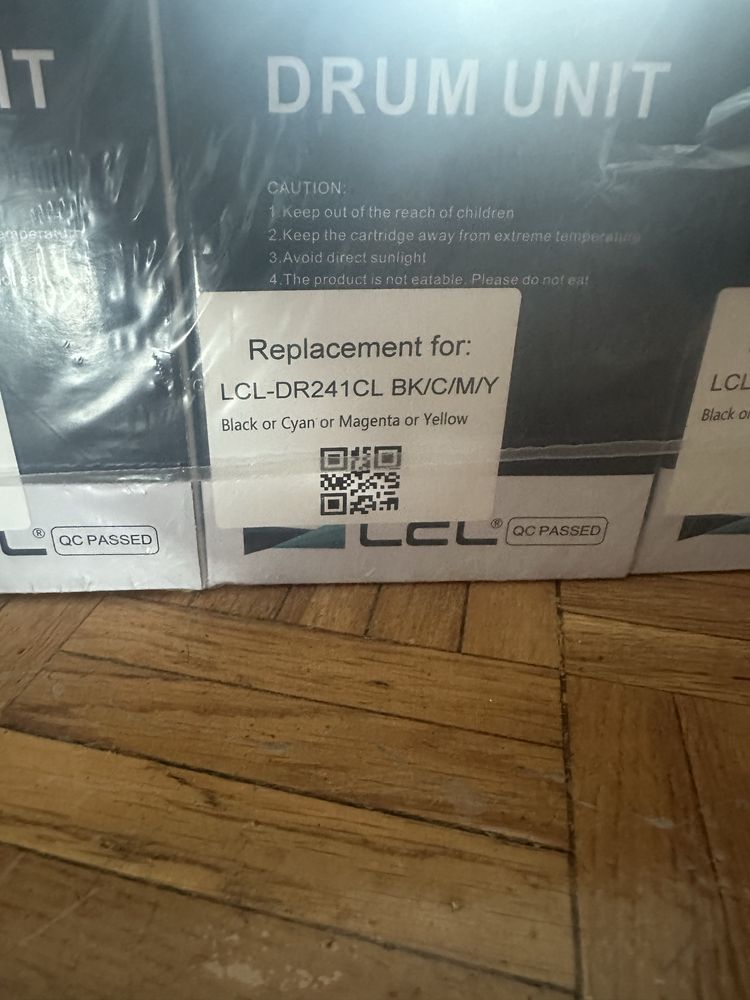 IT
DRUM UNIT
CAUTION:
1.Keep out of the reach of children
2.Keep the cartridge away from extreme temperature
3.Avoid direct sunlight
4.The product is not eatable. Please do not eat
Replacement for:
LCL-DR241CL BK/C/M/Y
Black or Cyan or Magenta or Yellow
LCL
Black or
L® QC PASSED
LCL® QC PASSED